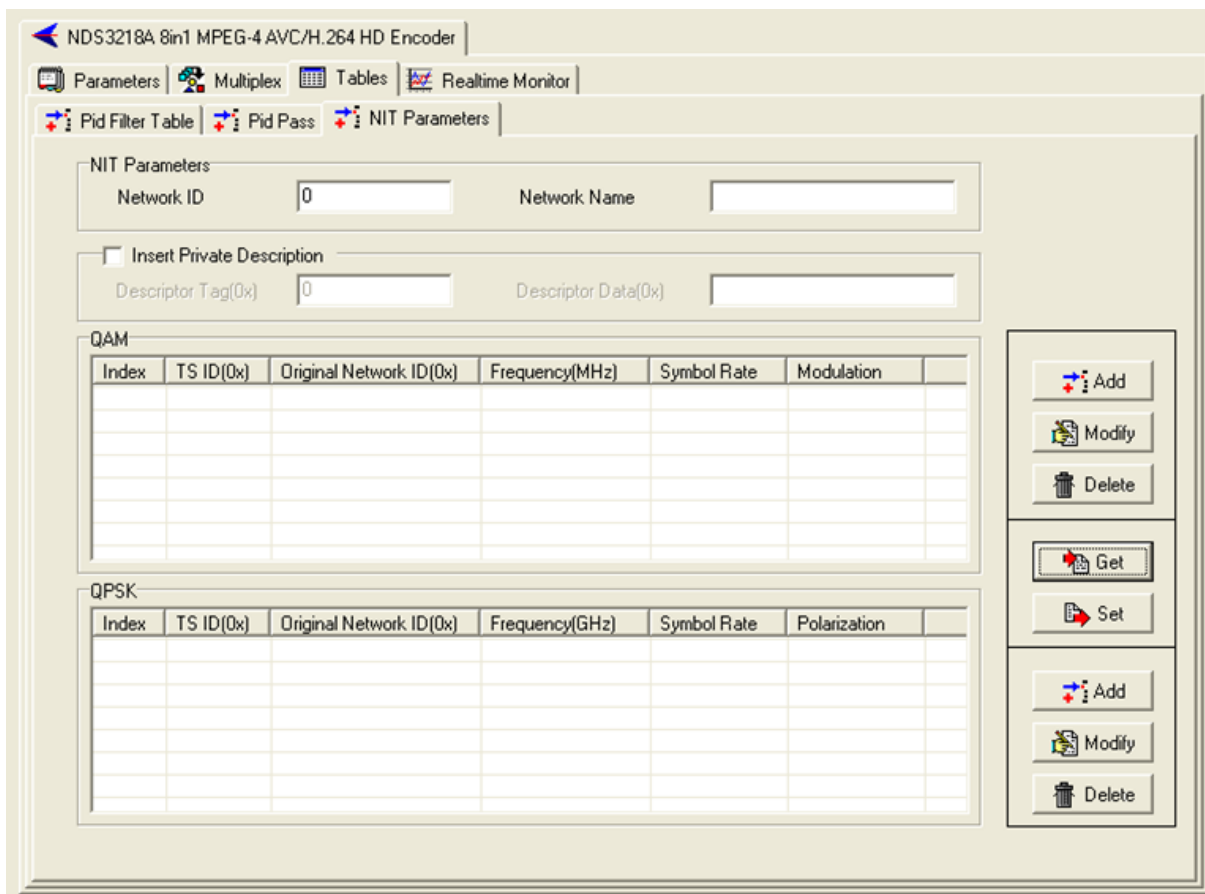 NDS3218A 8in1 MPEG-4 AVC/H.264 HD Encoder
Parameters Multiplex Tables Realtime Monitor
Pid Filter Table Pid Pass NIT Parameters
NIT Parameters
Network ID 0 Network Name
Insert Private Description
Descriptor Tag(0x) 0 Descriptor Data(0x)
QAM
Index TS ID(0x) Original Network ID(0x) Frequency(MHz) Symbol Rate Modulation
Add
Modify
Delete
Get
Set
QPSK
Index TS ID(0x) Original Network ID(0x) Frequency(GHz) Symbol Rate Polarization
Add
Modify
Delete